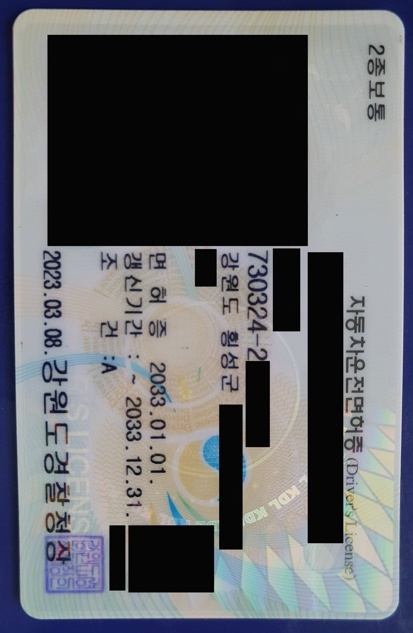 2종보통
자동차운전면허증 (Driver's License)
730324-2
강원도 횡성군
면 허 증 2033.01.01.
갱신기간 : ~ 2033.12.31.
조 건 :A
2023.03.08. 강원도경찰청장